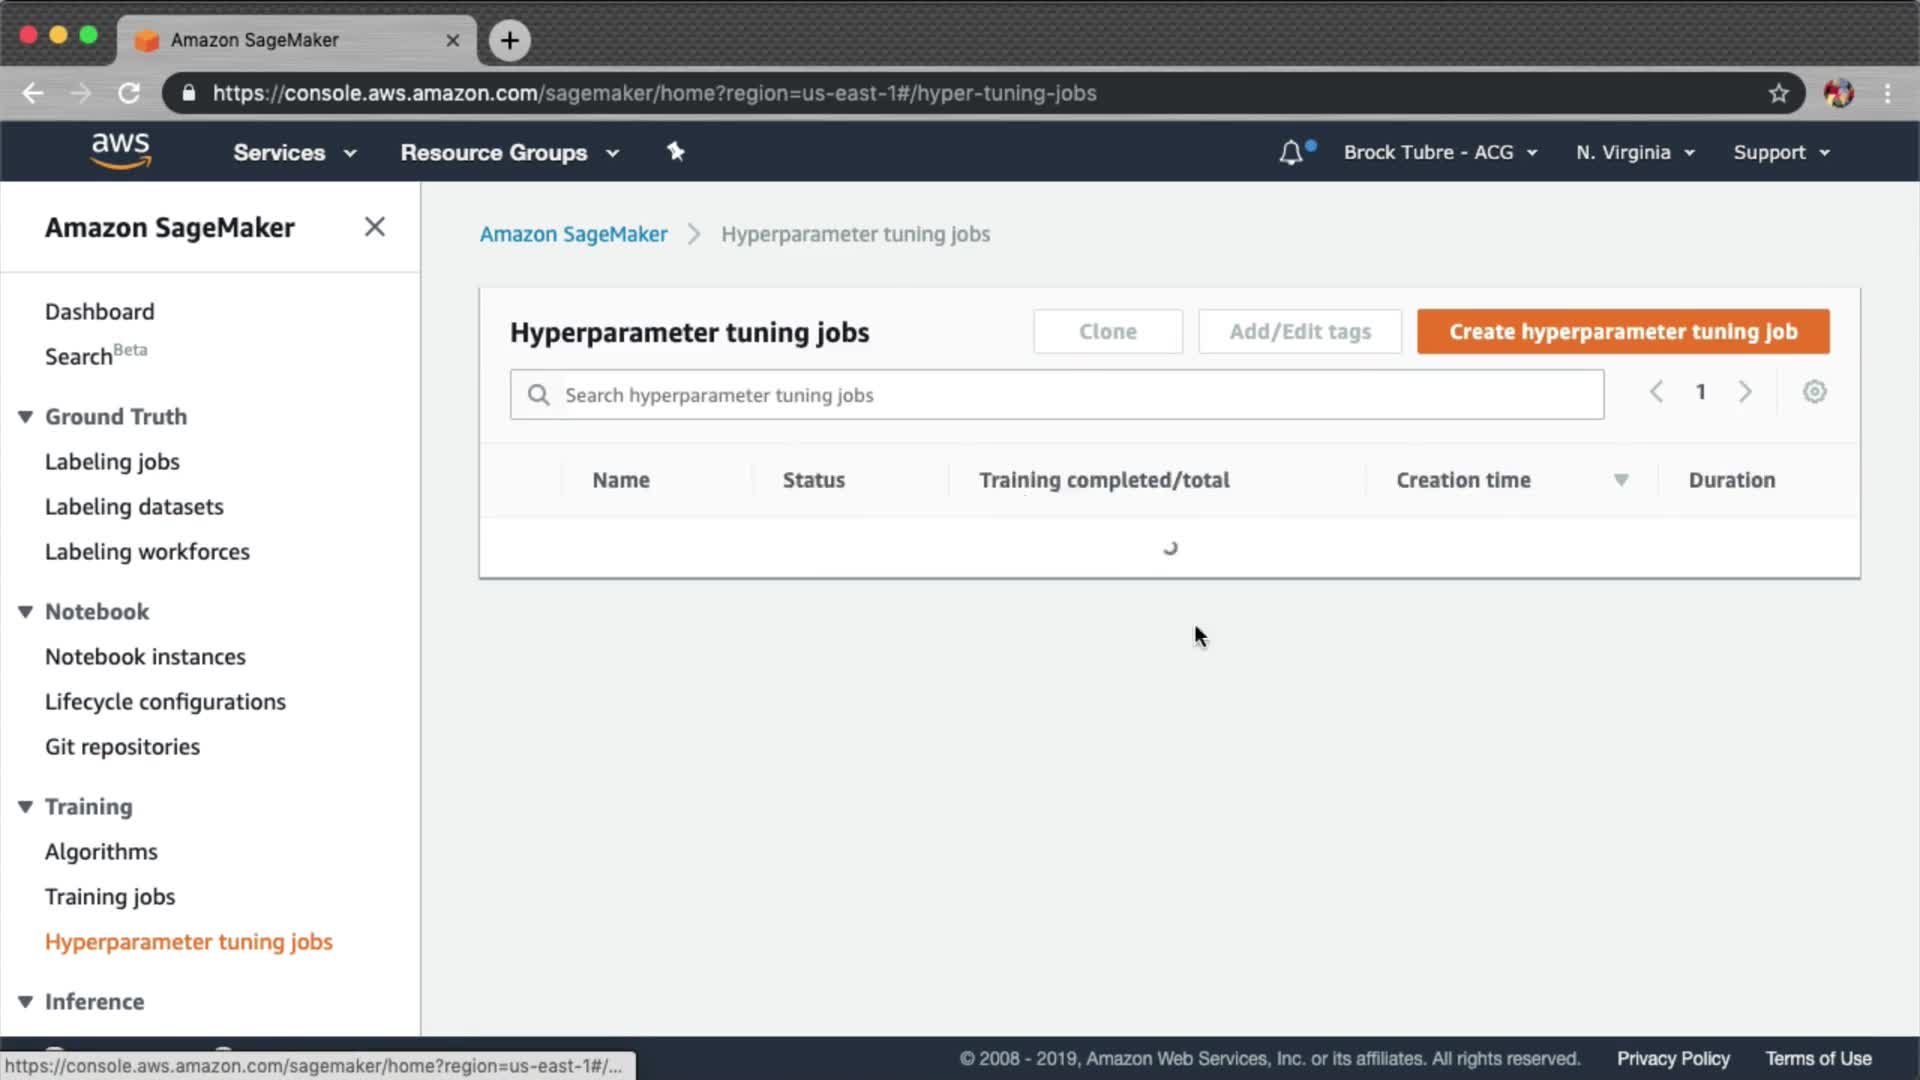 Amazon SageMaker
https://console.aws.amazon.com/sagemaker/home?region=us-east-1#/hyper-tuning-jobs
aws
Services
Resource Groups
Brock Tubre - ACG
N. Virginia
Support
Amazon SageMaker
Dashboard
Search Beta
Ground Truth
Labeling jobs
Labeling datasets
Labeling workforces
Notebook
Notebook instances
Lifecycle configurations
Git repositories
Training
Algorithms
Training jobs
Hyperparameter tuning jobs
Inference
Amazon SageMaker > Hyperparameter tuning jobs
Hyperparameter tuning jobs
Clone
Add/Edit tags
Create hyperparameter tuning job
Search hyperparameter tuning jobs
1
Name Status Training completed/total Creation time Duration
https://console.aws.amazon.com/sagemaker/home?region=us-east-1#/...
© 2008 - 2019, Amazon Web Services, Inc. or its affiliates. All rights reserved.
Privacy Policy
Terms of Use